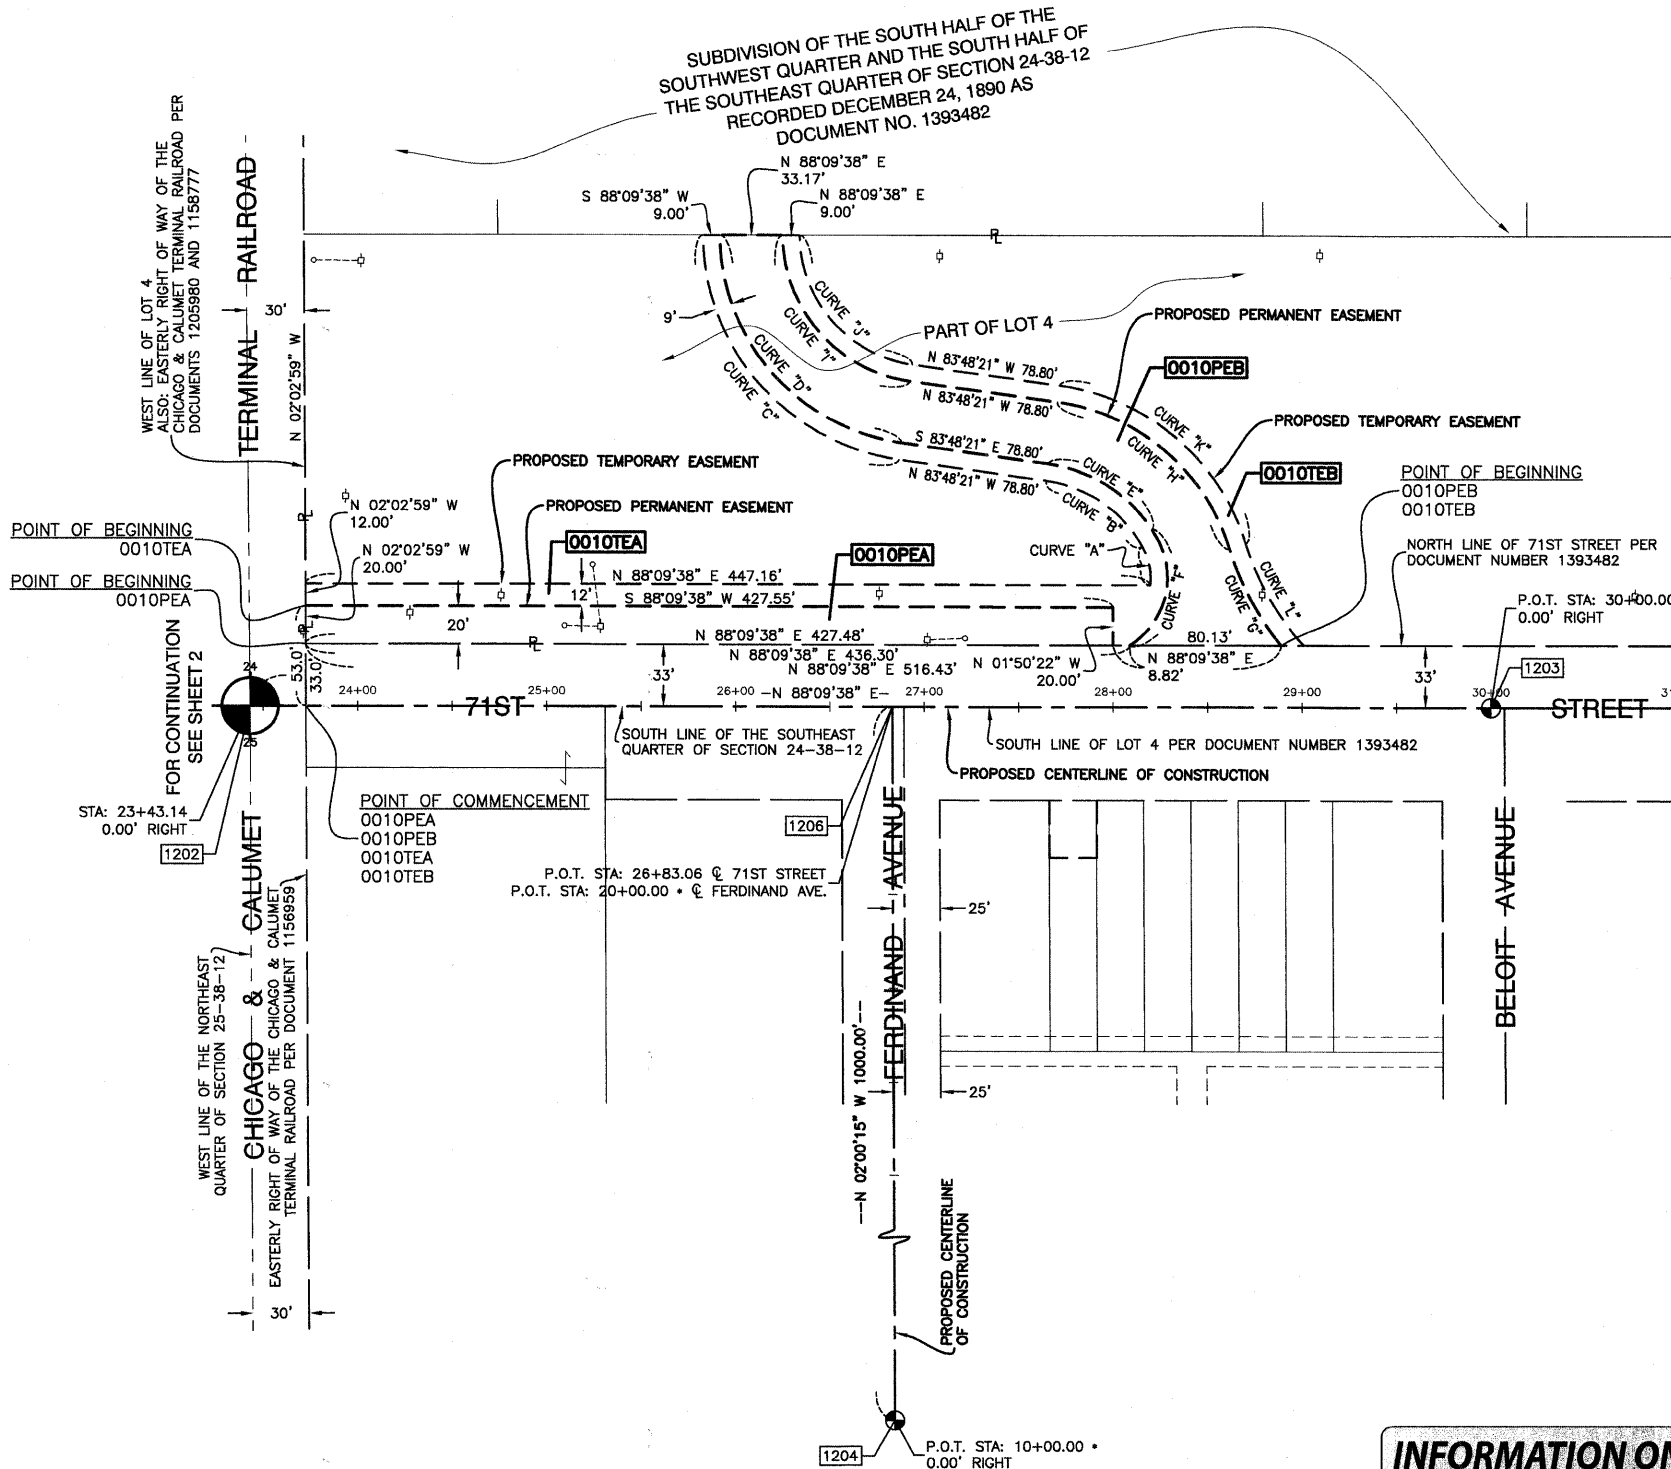 SUBDIVISION OF THE SOUTH HALF OF THE
SOUTHWEST QUARTER AND THE SOUTH HALF OF
THE SOUTHEAST QUARTER OF SECTION 24-38-12
RECORDED DECEMBER 24, 1890 AS
DOCUMENT NO. 1393482
N 88°09'38" E
33.17'
S 88°09'38" W
9.00'
N 88°09'38" E
9.00'
WEST LINE OF LOT 4
ALSO: EASTERLY RIGHT OF WAY OF THE
CHICAGO & CALUMET TERMINAL RAILROAD PER
DOCUMENTS 1205980 AND 1158777
TERMINAL RAILROAD
30'
N 02°02'59" W
9'
CURVE "J"
CURVE "I"
CURVE "D"
CURVE "C"
PART OF LOT 4
PROPOSED PERMANENT EASEMENT
0010PEB
N 83°48'21" W 78.80'
N 83°48'21" W 78.80'
CURVE "K"
CURVE "H"
PROPOSED TEMPORARY EASEMENT
0010TEB
S 83°48'21" E 78.80'
N 83°48'21" W 78.80'
CURVE "E"
CURVE "B"
CURVE "A"
CURVE "F"
CURVE "L"
CURVE "G"
POINT OF BEGINNING
0010PEB
0010TEB
NORTH LINE OF 71ST STREET PER
DOCUMENT NUMBER 1393482
PROPOSED TEMPORARY EASEMENT
PROPOSED PERMANENT EASEMENT
N 02°02'59" W
12.00'
N 02°02'59" W
20.00'
POINT OF BEGINNING
0010TEA
POINT OF BEGINNING
0010PEA
0010TEA
0010PEA
N 88°09'38" E 447.16'
12'
S 88°09'38" W 427.55'
20'
N 88°09'38" E 427.48'
N 88°09'38" E 436.30'
N 88°09'38" E 516.43'
N 01°50'22" W
20.00'
80.13'
N 88°09'38" E
8.82'
33'
33'
P.O.T. STA: 30+00.00
0.00' RIGHT
1203
FOR CONTINUATION
SEE SHEET 2
53.0'
33.0'
24
25
24+00
25+00
26+00
27+00
28+00
29+00
30+00
-N 88°09'38" E-
71ST
STREET
SOUTH LINE OF THE SOUTHEAST
QUARTER OF SECTION 24-38-12
SOUTH LINE OF LOT 4 PER DOCUMENT NUMBER 1393482
PROPOSED CENTERLINE OF CONSTRUCTION
STA: 23+43.14
0.00' RIGHT
1202
POINT OF COMMENCEMENT
0010PEA
0010PEB
0010TEA
0010TEB
1206
P.O.T. STA: 26+83.06 ℄ 71ST STREET
P.O.T. STA: 20+00.00 * ℄ FERDINAND AVE.
FERDINAND AVENUE
BELOIT AVENUE
25'
25'
CHICAGO & CALUMET
WEST LINE OF THE NORTHEAST
QUARTER OF SECTION 25-38-12
EASTERLY RIGHT OF WAY OF THE CHICAGO & CALUMET
TERMINAL RAILROAD PER DOCUMENT 1156959
30'
---N 02°00'15" W 1000.00'---
PROPOSED CENTERLINE
OF CONSTRUCTION
1204
P.O.T. STA: 10+00.00 *
0.00' RIGHT
INFORMATION ON